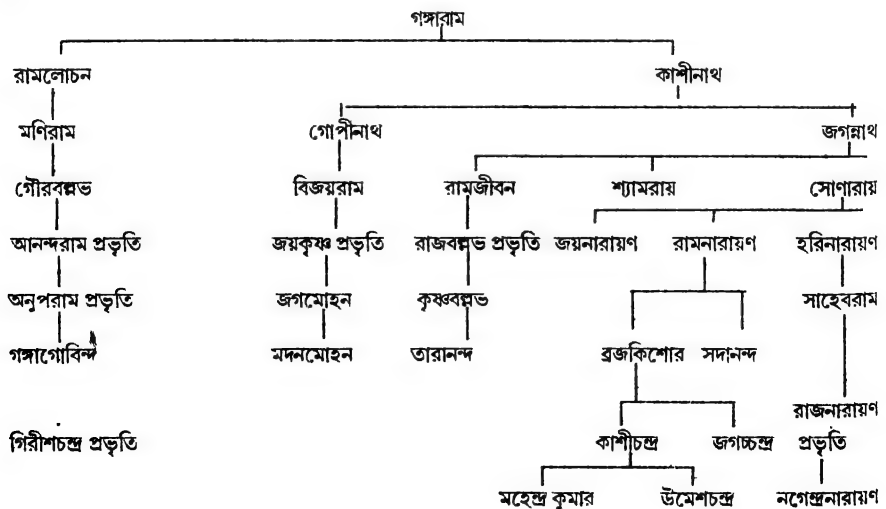 গঙ্গারাম
রামলোচন কাশীনাথ
মণিরাম গোপীনাথ জগন্নাথ
গৌরবল্লভ বিজয়রাম রামজীবন শ্যামরায় সোণারায়
আনন্দরাম প্রভৃতি জয়কৃষ্ণ প্রভৃতি রাজবল্লভ প্রভৃতি জয়নারায়ণ রামনারায়ণ হরিনারায়ণ
অনুপরাম প্রভৃতি জগমোহন কৃষ্ণবল্লভ সাহেবরাম
গঙ্গাগোবিন্দ মদনমোহন তারানন্দ ব্রজকিশোর সদানন্দ
রাজনারায়ণ
গিরীশচন্দ্র প্রভৃতি কাশীচন্দ্র জগচ্চন্দ্র প্রভৃতি
মহেন্দ্র কুমার উমেশচন্দ্র নগেন্দ্রনারায়ণ